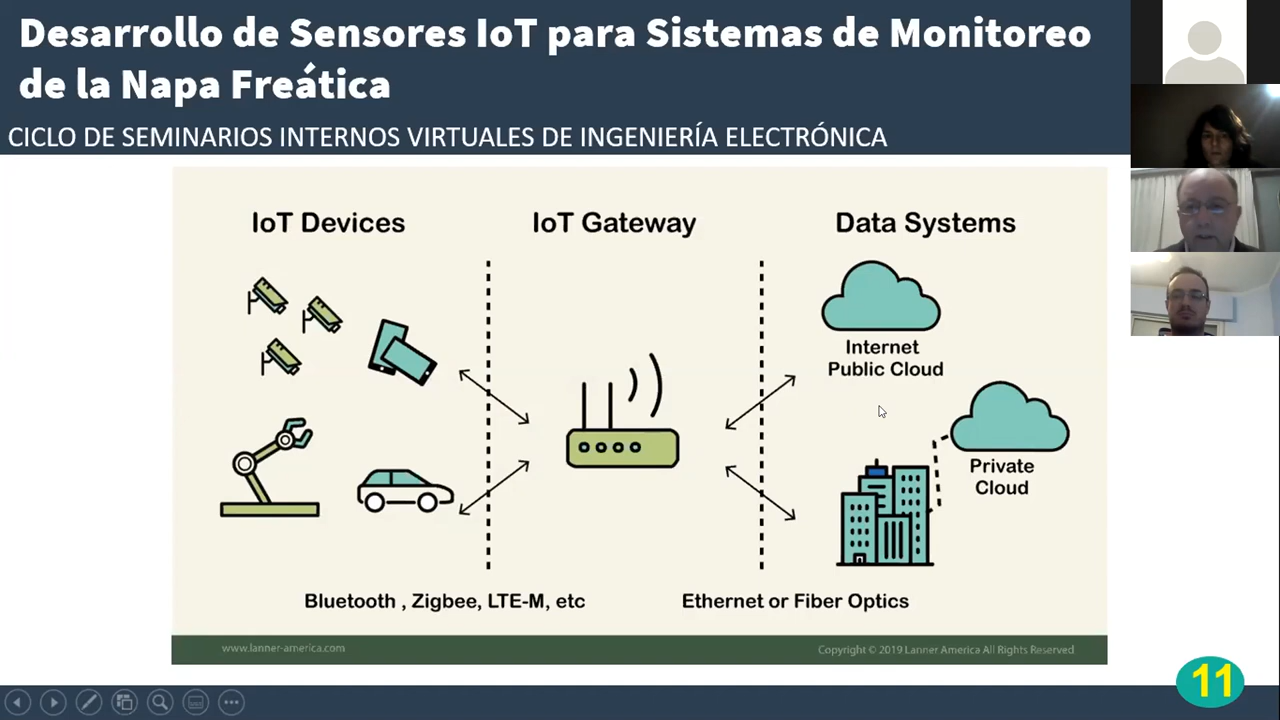 Desarrollo de Sensores IoT para Sistemas de Monitoreo
de la Napa Freática
CICLO DE SEMINARIOS INTERNOS VIRTUALES DE INGENIERÍA ELECTRÓNICA
IoT Devices
IoT Gateway
Data Systems
Internet
Public Cloud
Private
Cloud
Bluetooth , Zigbee, LTE-M, etc
Ethernet or Fiber Optics
www.lanner-america.com
Copyright © 2019 Lanner America All Rights Reserved
11